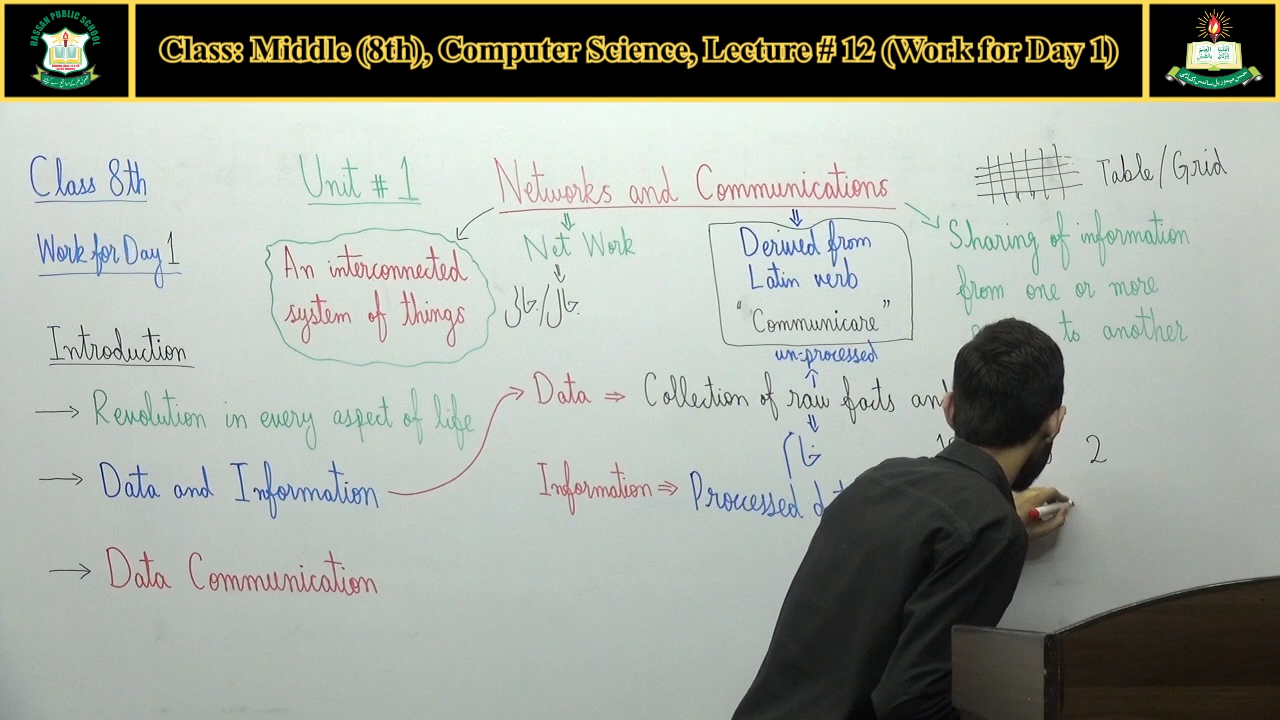 HASSAN PUBLIC SCHOOL
Class: Middle (8th), Computer Science, Lecture # 12 (Work for Day 1)
Class 8th
Unit # 1
Networks and Communications
Table/Grid
Work for Day 1
An interconnected
system of things
Net Work
جال/
Derived from
Latin verb
"Communicare"
Sharing of information
from one or more
to another
Introduction
un-processed
→ Revolution in every aspect of life
Data ⇒ Collection of raw facts an
خام
2
→ Data and Information
Information ⇒ Processed d
→ Data Communication